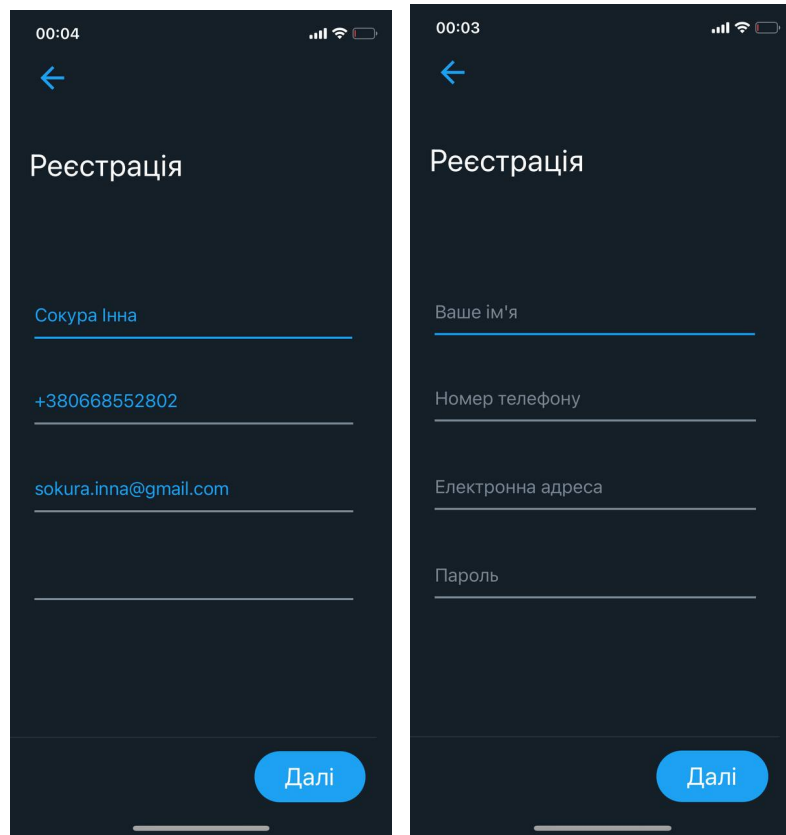 00:04
Реєстрація
Сокура Інна
+380668552802
sokura.inna@gmail.com
Далі
00:03
Реєстрація
Ваше ім'я
Номер телефону
Електронна адреса
Пароль
Далі